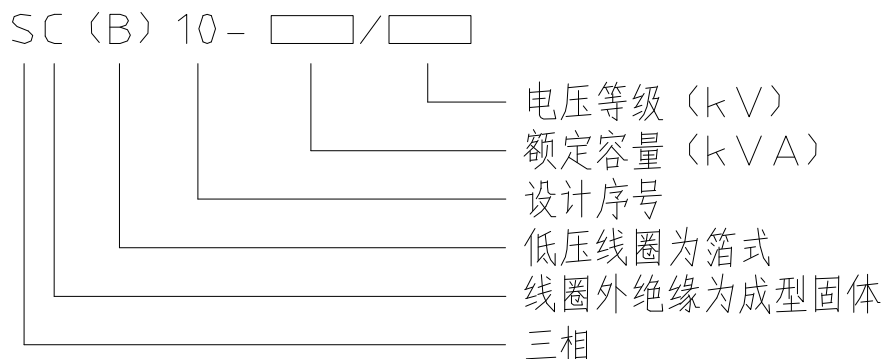 SC（B）10-□/□
电压等级（kV）
额定容量（kVA）
设计序号
低压线圈为箔式
线圈外绝缘为成型固体
三相